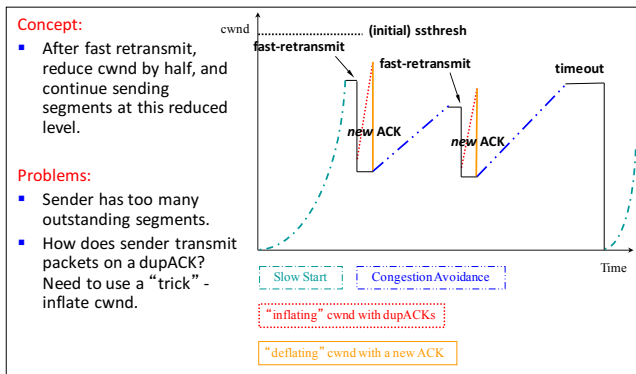 Concept:
▪ After fast retransmit,
reduce cwnd by half, and
continue sending
segments at this reduced
level.
Problems:
▪ Sender has too many
outstanding segments.
▪ How does sender transmit
packets on a dupACK?
Need to use a “trick” -
inflate cwnd.
cwnd
(initial) ssthresh
fast-retransmit
fast-retransmit
timeout
new ACK
new ACK
Time
Slow Start
Congestion Avoidance
“inflating” cwnd with dupACKs
“deflating” cwnd with a new ACK